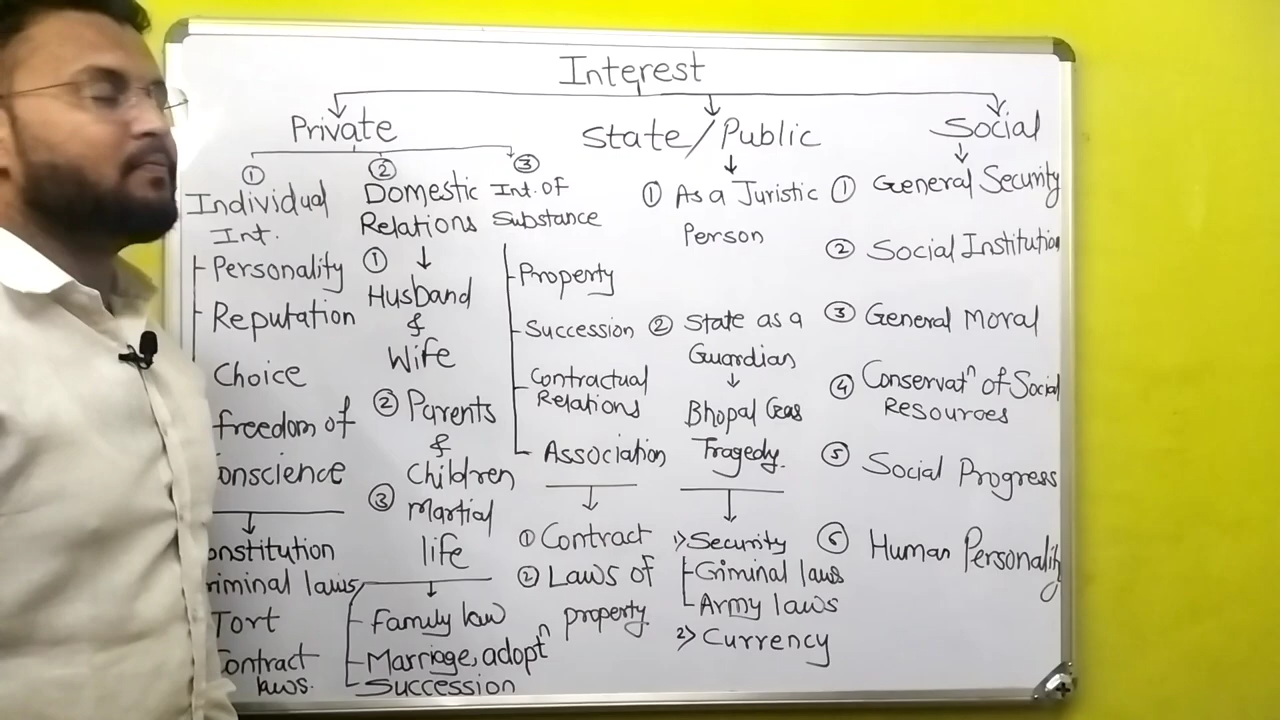 Interest
Private
① Individual
Int.
Personality
Reputation
Choice
freedom of
onscience
onstitution
riminal laws
Tort
ontract
laws.
② Domestic
Relations
① Husband
&
Wife
② Parents
&
Children
③ Martial
life
Family law
Marriage, adoptⁿ
Succession
③ Int. of
Substance
Property
Succession
Contractual
Relations
Association
① Contract
② Laws of
property.
State/Public
① As a Juristic
Person
② State as a
Guardian
Bhopal Gas
Tragedy.
1> Security
Criminal laws
Army laws
2> Currency
Social
① General Security
② Social Institution
③ General Moral
④ Conservatⁿ of Social
Resources
⑤ Social Progress
⑥ Human Personality